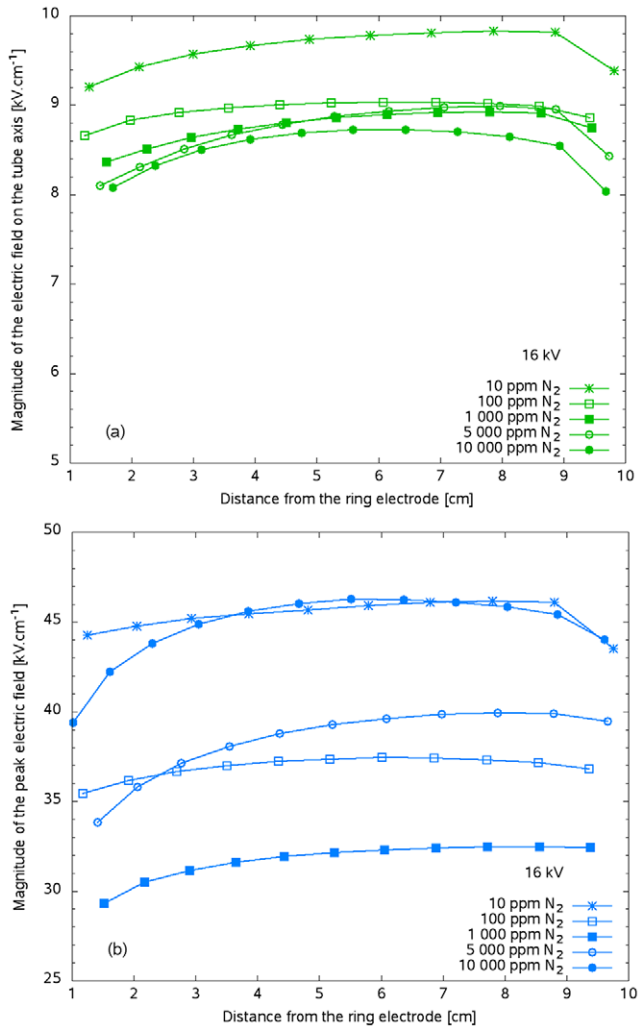 10
9
8
7
6
5
Magnitude of the electric field on the tube axis [kV.cm⁻¹]
16 kV
10 ppm N₂
100 ppm N₂
1 000 ppm N₂
5 000 ppm N₂
10 000 ppm N₂
(a)
1 2 3 4 5 6 7 8 9 10
Distance from the ring electrode [cm]
50
45
40
35
30
25
Magnitude of the peak electric field [kV.cm⁻¹]
16 kV
10 ppm N₂
100 ppm N₂
1 000 ppm N₂
5 000 ppm N₂
10 000 ppm N₂
(b)
1 2 3 4 5 6 7 8 9 10
Distance from the ring electrode [cm]